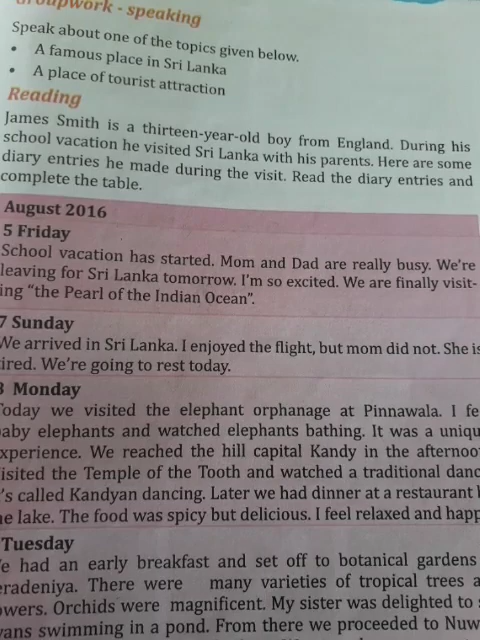 Groupwork - speaking
Speak about one of the topics given below.
• A famous place in Sri Lanka
• A place of tourist attraction
Reading
James Smith is a thirteen-year-old boy from England. During his
school vacation he visited Sri Lanka with his parents. Here are some
diary entries he made during the visit. Read the diary entries and
complete the table.
August 2016
5 Friday
School vacation has started. Mom and Dad are really busy. We're
leaving for Sri Lanka tomorrow. I'm so excited. We are finally visit-
ing "the Pearl of the Indian Ocean".
7 Sunday
We arrived in Sri Lanka. I enjoyed the flight, but mom did not. She is
tired. We're going to rest today.
8 Monday
Today we visited the elephant orphanage at Pinnawala. I fe
baby elephants and watched elephants bathing. It was a uniqu
experience. We reached the hill capital Kandy in the afternoo
visited the Temple of the Tooth and watched a traditional danc
It's called Kandyan dancing. Later we had dinner at a restaurant
the lake. The food was spicy but delicious. I feel relaxed and happ
Tuesday
We had an early breakfast and set off to botanical gardens
Peradeniya. There were many varieties of tropical trees a
flowers. Orchids were magnificent. My sister was delighted to
swans swimming in a pond. From there we proceeded to Nuw